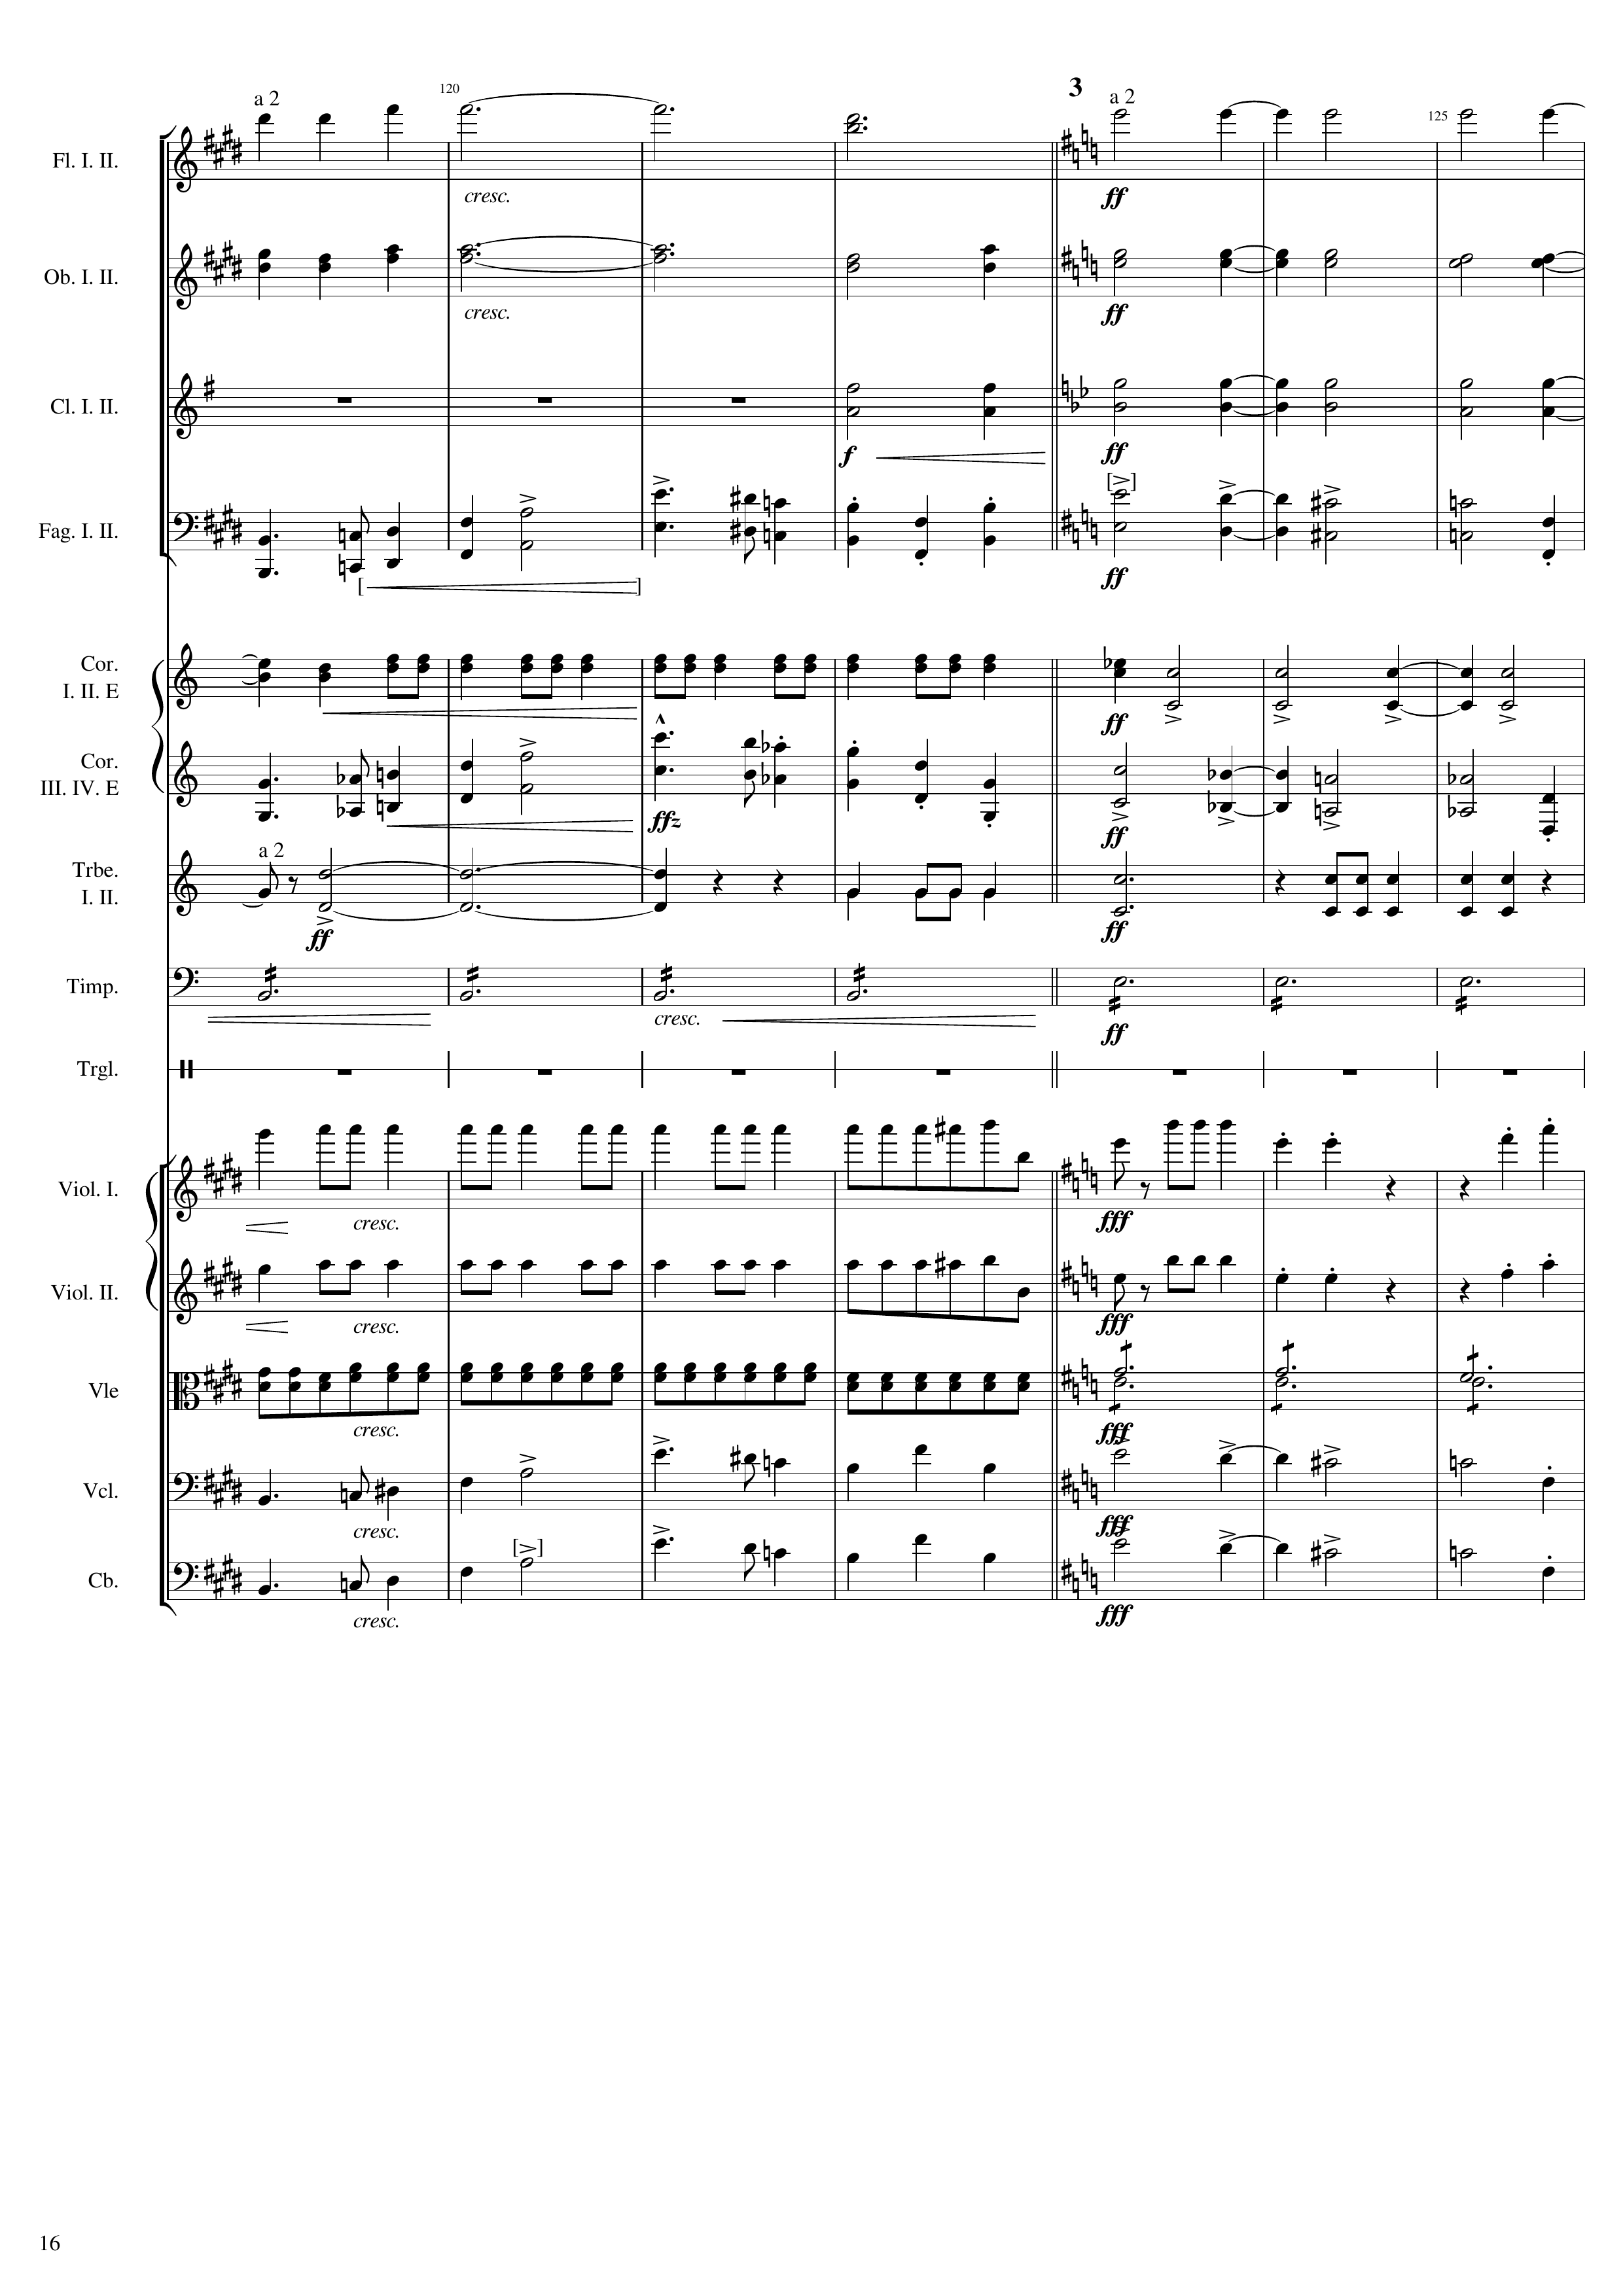 3
a 2 120 a 2
125
Fl. I. II.
cresc. ff
Ob. I. II.
cresc. ff
Cl. I. II.
f ff
[ ]
Fag. I. II.
ff
[ ]
Cor.
I. II. E
ff
Cor.
III. IV. E
ffz ff
a 2
Trbe.
I. II.
ff ff
Timp.
cresc. ff
Trgl.
Viol. I.
cresc. fff
Viol. II.
cresc. fff
Vle
cresc. fff
Vcl.
cresc. fff
[ ]
Cb.
cresc. fff
16